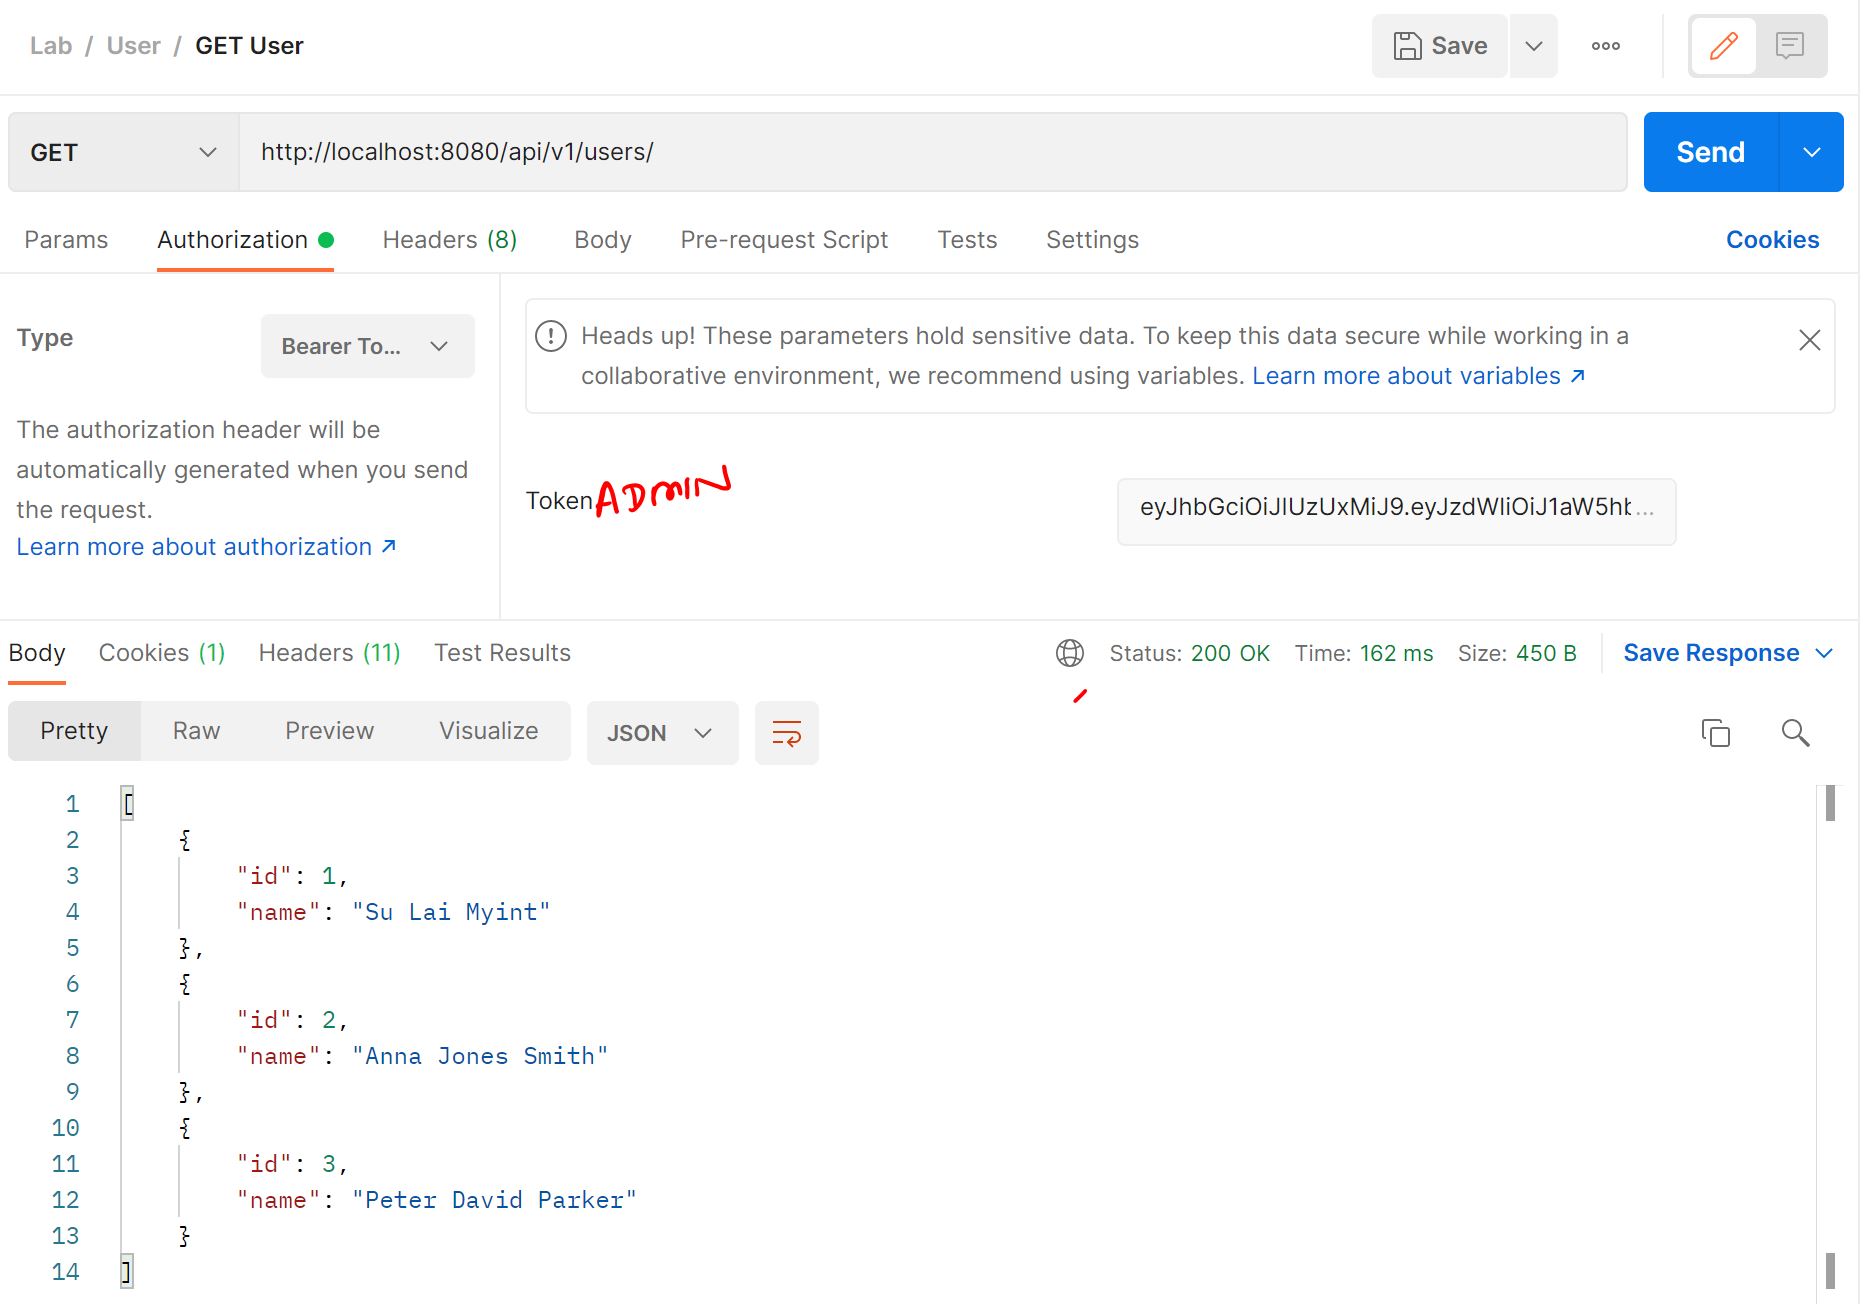 Lab / User / GET User
Save
GET http://localhost:8080/api/v1/users/ Send
Params Authorization Headers (8) Body Pre-request Script Tests Settings Cookies
Type Bearer To...
The authorization header will be
automatically generated when you send
the request.
Learn more about authorization ↗
Heads up! These parameters hold sensitive data. To keep this data secure while working in a
collaborative environment, we recommend using variables. Learn more about variables ↗
Token ADMIN eyJhbGciOiJIUzUxMiJ9.eyJzdWIiOiJ1aW5hb...
Body Cookies (1) Headers (11) Test Results Status: 200 OK Time: 162 ms Size: 450 B Save Response
Pretty Raw Preview Visualize JSON
1 [
2 {
3 "id": 1,
4 "name": "Su Lai Myint"
5 },
6 {
7 "id": 2,
8 "name": "Anna Jones Smith"
9 },
10 {
11 "id": 3,
12 "name": "Peter David Parker"
13 }
14 ]